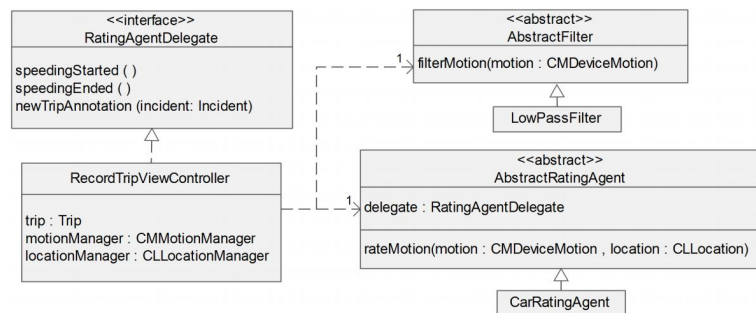 <<interface>>
RatingAgentDelegate
speedingStarted ( )
speedingEnded ( )
newTripAnnotation (incident: Incident)
<<abstract>>
AbstractFilter
filterMotion(motion : CMDeviceMotion)
1
LowPassFilter
RecordTripViewController
trip : Trip
motionManager : CMMotionManager
locationManager : CLLocationManager
1
<<abstract>>
AbstractRatingAgent
delegate : RatingAgentDelegate
rateMotion(motion : CMDeviceMotion , location : CLLocation)
CarRatingAgent